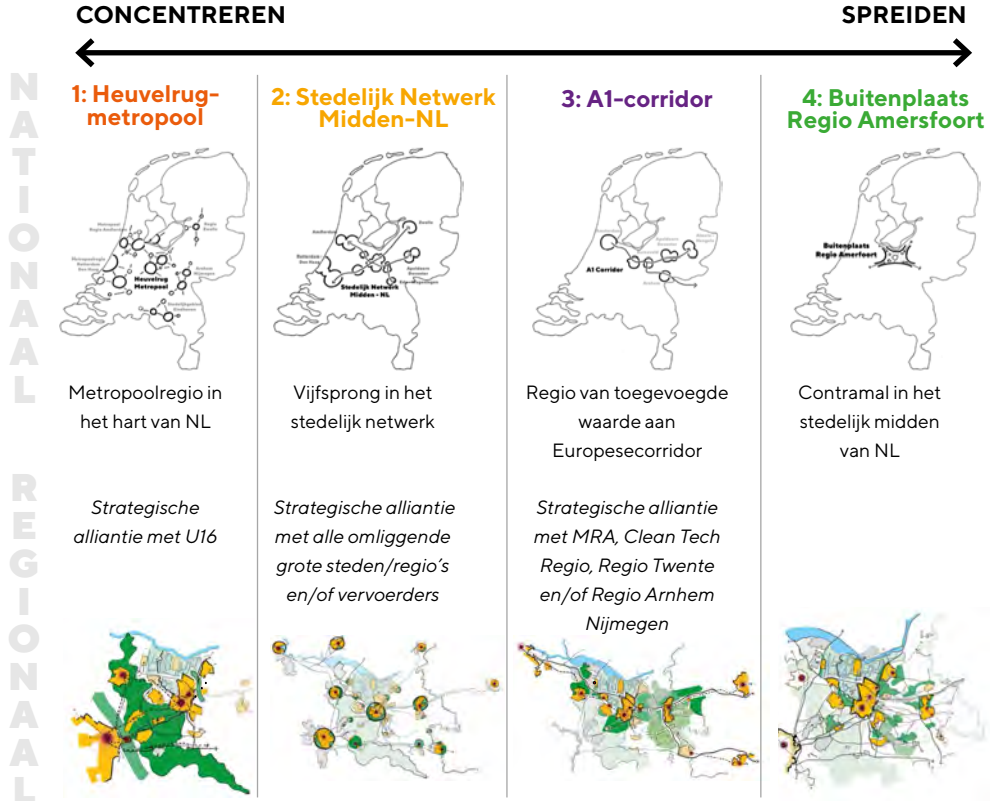 CONCENTREREN
SPREIDEN
NATIONAAL
1: Heuvelrug-
metropool
2: Stedelijk Netwerk
Midden-NL
3: A1-corridor
4: Buitenplaats
Regio Amersfoort
Heuvelrug
Metropool
Stedelijk Netwerk
Midden - NL
A1 Corridor
Buitenplaats
Regio Amerfoort
Metropoolregio in
het hart van NL
Vijfsprong in het
stedelijk netwerk
Regio van toegevoegde
waarde aan
Europesecorridor
Contramal in het
stedelijk midden
van NL
REGIONAAL
Strategische
alliantie met U16
Strategische alliantie
met alle omliggende
grote steden/regio's
en/of vervoerders
Strategische alliantie
met MRA, Clean Tech
Regio, Regio Twente
en/of Regio Arnhem
Nijmegen